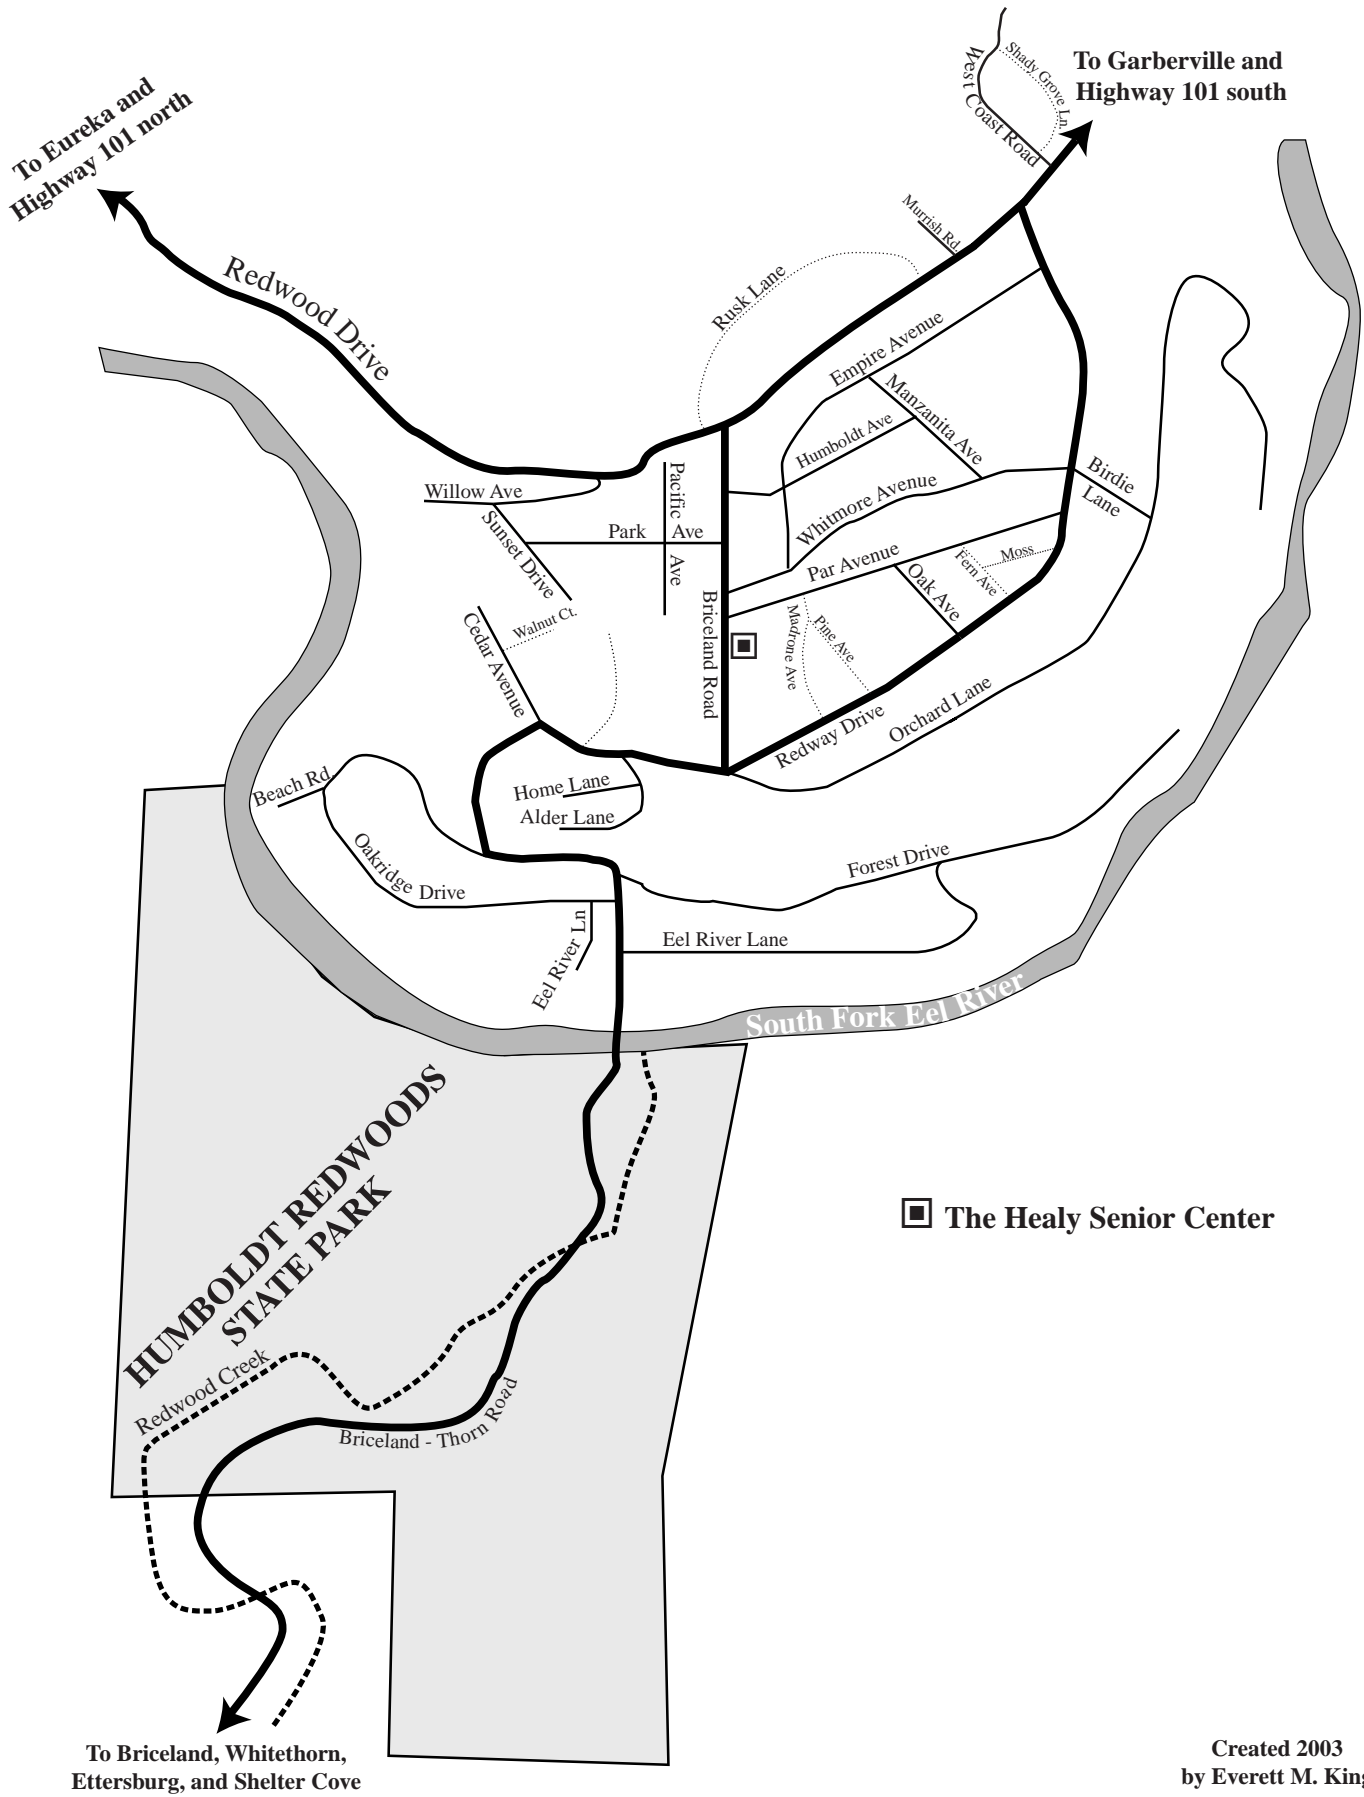 To Garberville and
Highway 101 south
Shady Grove Ln
West Coast Road
To Eureka and
Highway 101 north
Murrish Rd.
Redwood Drive
Rusk Lane
Empire Avenue
Manzanita Ave
Humboldt Ave
Whitmore Avenue
Birdie
Lane
Willow Ave
Pacific
Ave
Park Ave
Sunset Drive
Par Avenue
Moss
Fern Ave
Oak Ave
Briceland Road
Madrone Ave
Pine Ave
Walnut Ct.
Cedar Avenue
Redway Drive
Orchard Lane
Beach Rd.
Home Lane
Alder Lane
Oakridge Drive
Forest Drive
Eel River Ln
Eel River Lane
South Fork Eel River
HUMBOLDT REDWOODS
STATE PARK
The Healy Senior Center
Redwood Creek
Briceland - Thorn Road
To Briceland, Whitethorn,
Ettersburg, and Shelter Cove
Created 2003
by Everett M. King